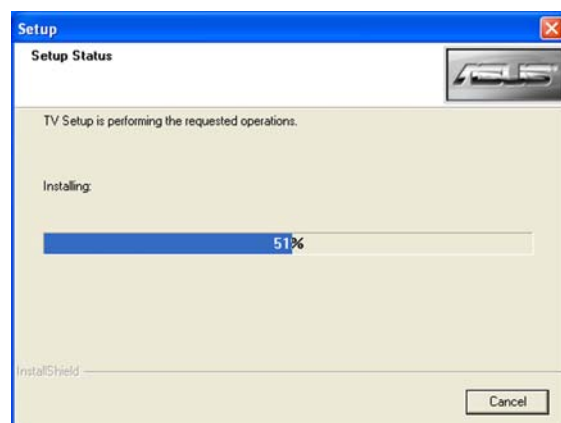 Setup
Setup Status
ASUS
TV Setup is performing the requested operations.
Installing:
51%
InstallShield
Cancel